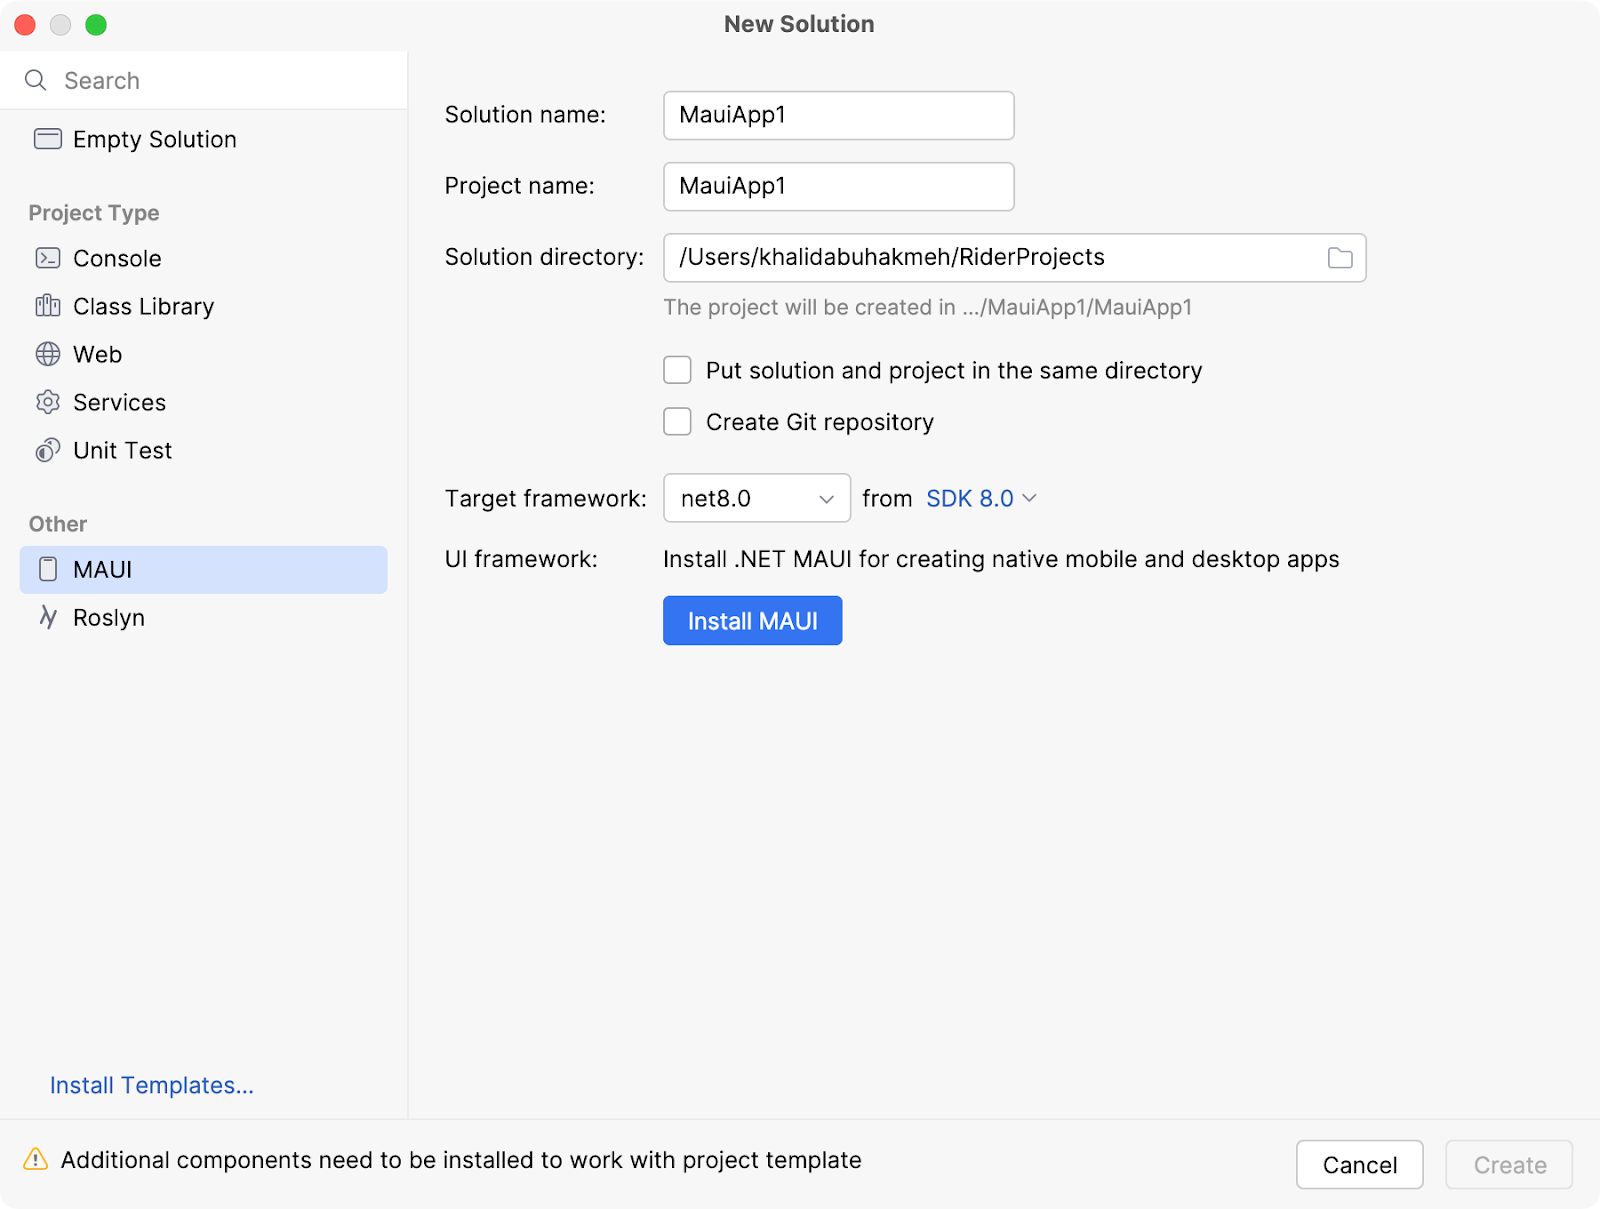 New Solution
Search
Empty Solution
Project Type
Console
Class Library
Web
Services
Unit Test
Other
MAUI
Roslyn
Install Templates...
Solution name: MauiApp1
Project name: MauiApp1
Solution directory: /Users/khalidabuhakmeh/RiderProjects
The project will be created in .../MauiApp1/MauiApp1
Put solution and project in the same directory
Create Git repository
Target framework: net8.0 from SDK 8.0
UI framework: Install .NET MAUI for creating native mobile and desktop apps
Install MAUI
Additional components need to be installed to work with project template
Cancel Create